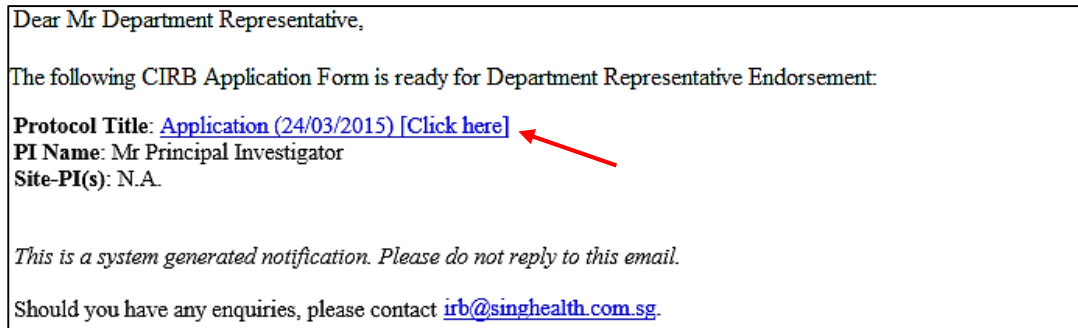 Dear Mr Department Representative,
The following CIRB Application Form is ready for Department Representative Endorsement:
Protocol Title: Application (24/03/2015) [Click here]
PI Name: Mr Principal Investigator
Site-PI(s): N.A.
This is a system generated notification. Please do not reply to this email.
Should you have any enquiries, please contact irb@singhealth.com.sg.